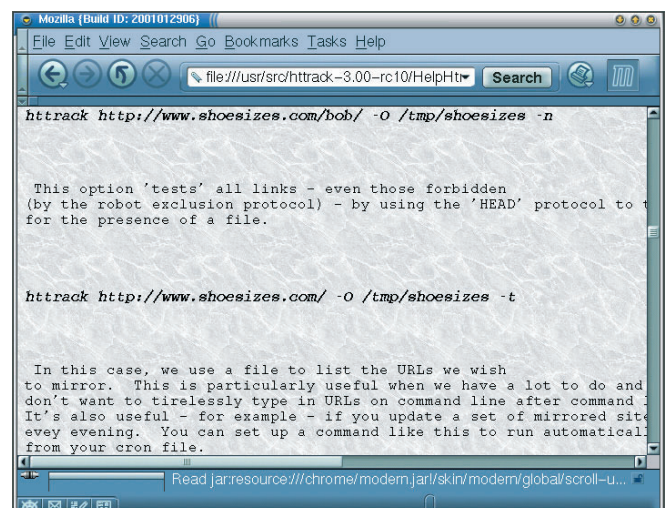 Mozilla {Build ID: 2001012906}
File Edit View Search Go Bookmarks Tasks Help
file:///usr/src/httrack-3.00-rc10/HelpHtr Search
httrack http://www.shoesizes.com/bob/ -O /tmp/shoesizes -n
This option 'tests' all links - even those forbidden
(by the robot exclusion protocol) - by using the 'HEAD' protocol to t
for the presence of a file.
httrack http://www.shoesizes.com/ -O /tmp/shoesizes -t
In this case, we use a file to list the URLs we wish
to mirror. This is particularly useful when we have a lot to do and
don't want to tirelessly type in URLs on command line after command l
It's also useful - for example - if you update a set of mirrored site
evey evening. You can set up a command like this to run automaticall
from your cron file.
Read jar:resource:///chrome/modern.jar!/skin/modern/global/scroll-u...